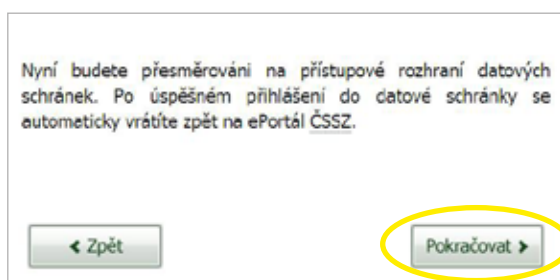 Nyní budete přesměrováni na přístupové rozhraní datových
schránek. Po úspěšném přihlášení do datové schránky se
automaticky vrátíte zpět na ePortál ČSSZ.
Zpět
Pokračovat